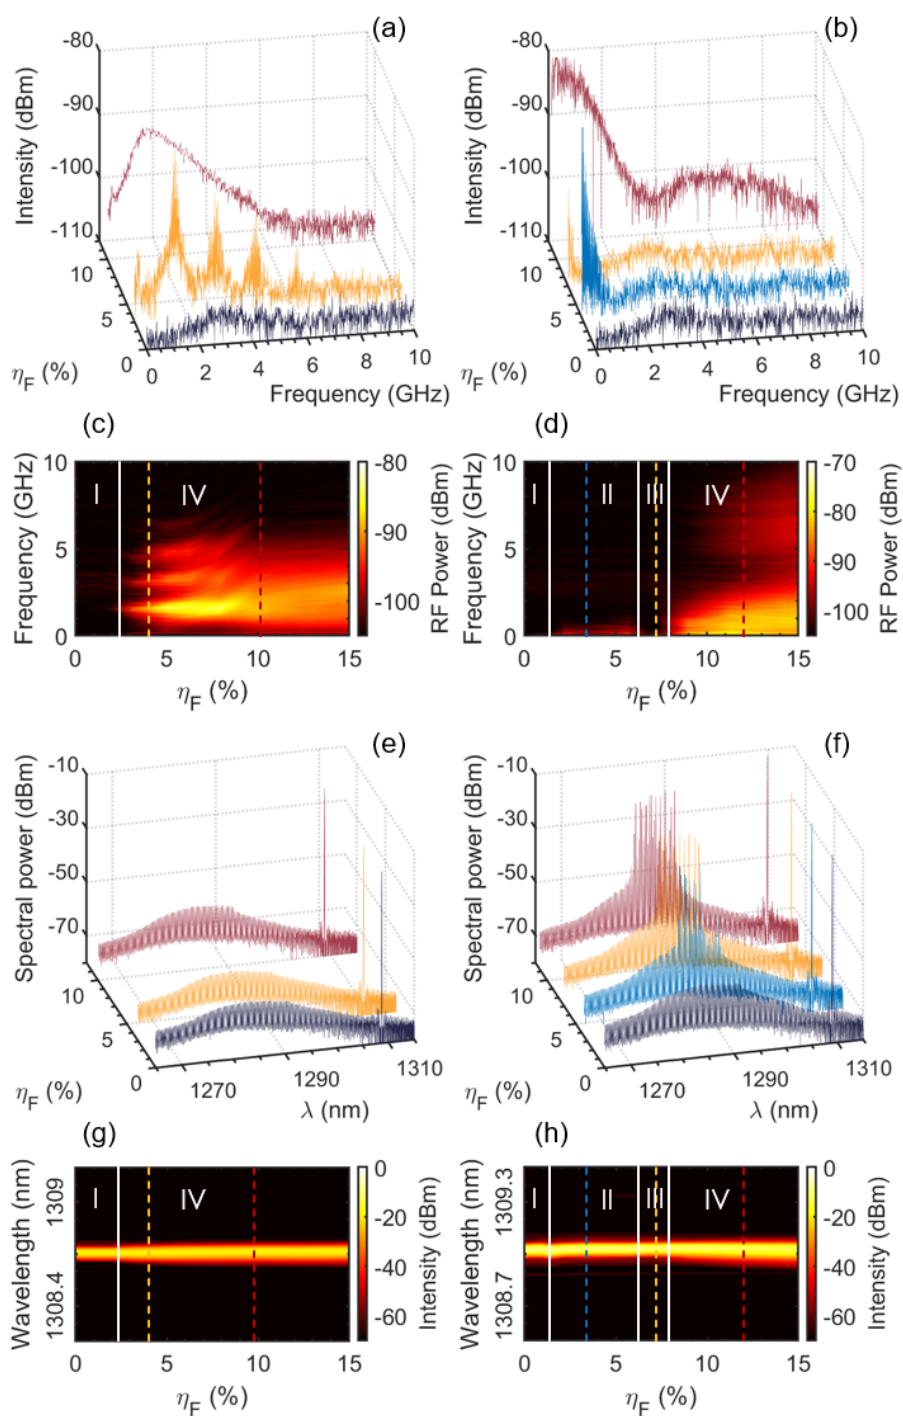 (a)
(b)
Intensity (dBm)
-80
-90
-100
-110
10
5
0
ηF (%)
0 2 4 6 8 10
Frequency (GHz)
Intensity (dBm)
-80
-90
-100
-110
10
5
0
ηF (%)
0 2 4 6 8 10
Frequency (GHz)
(c)
(d)
Frequency (GHz)
10
5
0
I IV
0 5 10 15
ηF (%)
-80
-90
-100
RF Power (dBm)
Frequency (GHz)
10
5
0
I II III IV
0 5 10 15
ηF (%)
-70
-80
-90
-100
RF Power (dBm)
(e)
(f)
Spectral power (dBm)
-10
-30
-50
-70
10
5
0
ηF (%)
1270 1290 1310
λ (nm)
Spectral power (dBm)
-10
-30
-50
-70
10
5
0
ηF (%)
1270 1290 1310
λ (nm)
(g)
(h)
Wavelength (nm)
1309
1308.4
I IV
0 5 10 15
ηF (%)
0
-20
-40
-60
Intensity (dBm)
Wavelength (nm)
1309.3
1308.7
I II III IV
0 5 10 15
ηF (%)
0
-20
-40
-60
Intensity (dBm)